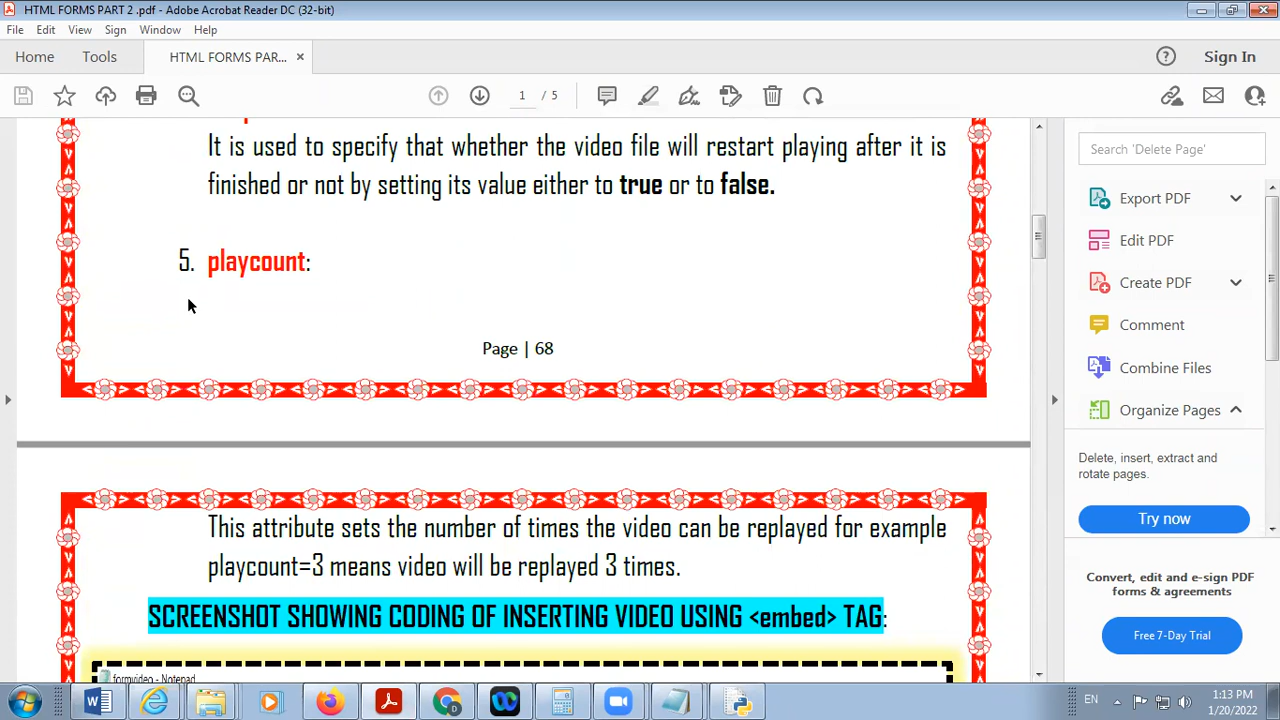 HTML FORMS PART 2 .pdf - Adobe Acrobat Reader DC (32-bit)
File Edit View Sign Window Help
Home Tools HTML FORMS PAR... × Sign In
1 / 5
It is used to specify that whether the video file will restart playing after it is
finished or not by setting its value either to true or to false.
5. playcount:
Page | 68
This attribute sets the number of times the video can be replayed for example
playcount=3 means video will be replayed 3 times.
SCREENSHOT SHOWING CODING OF INSERTING VIDEO USING <embed> TAG:
formvideo - Notepad
Search 'Delete Page'
Export PDF
Edit PDF
Create PDF
Comment
Combine Files
Organize Pages
Delete, insert, extract and
rotate pages.
Try now
Convert, edit and e-sign PDF
forms & agreements
Free 7-Day Trial
EN
1:13 PM
1/20/2022